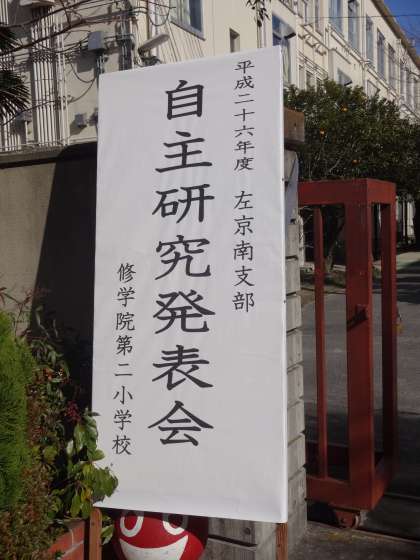 平成二十六年度 左京南支部
自主研究発表会
修学院第二小学校